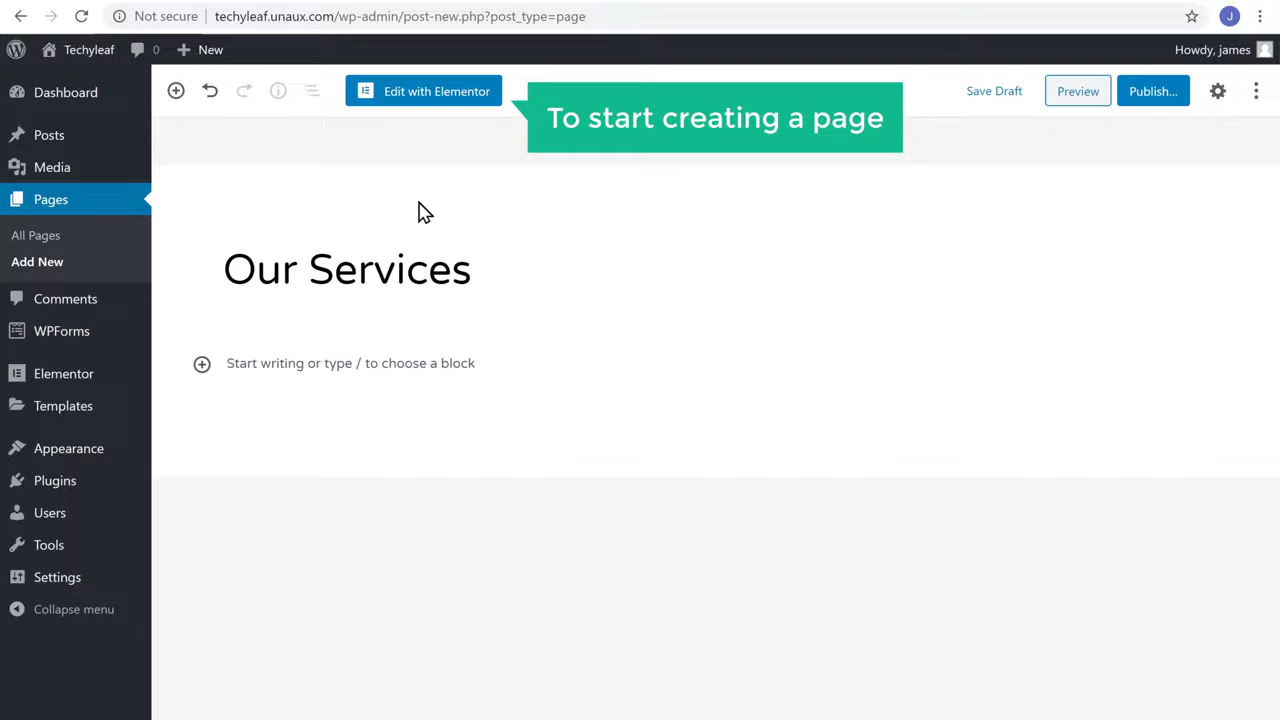 Not secure
techyleaf.unaux.com/wp-admin/post-new.php?post_type=page
J
Techyleaf
0
New
Howdy, james
Dashboard
Posts
Media
Pages
All Pages
Add New
Comments
WPForms
Elementor
Templates
Appearance
Plugins
Users
Tools
Settings
Collapse menu
Edit with Elementor
To start creating a page
Save Draft
Preview
Publish...
Our Services
Start writing or type / to choose a block